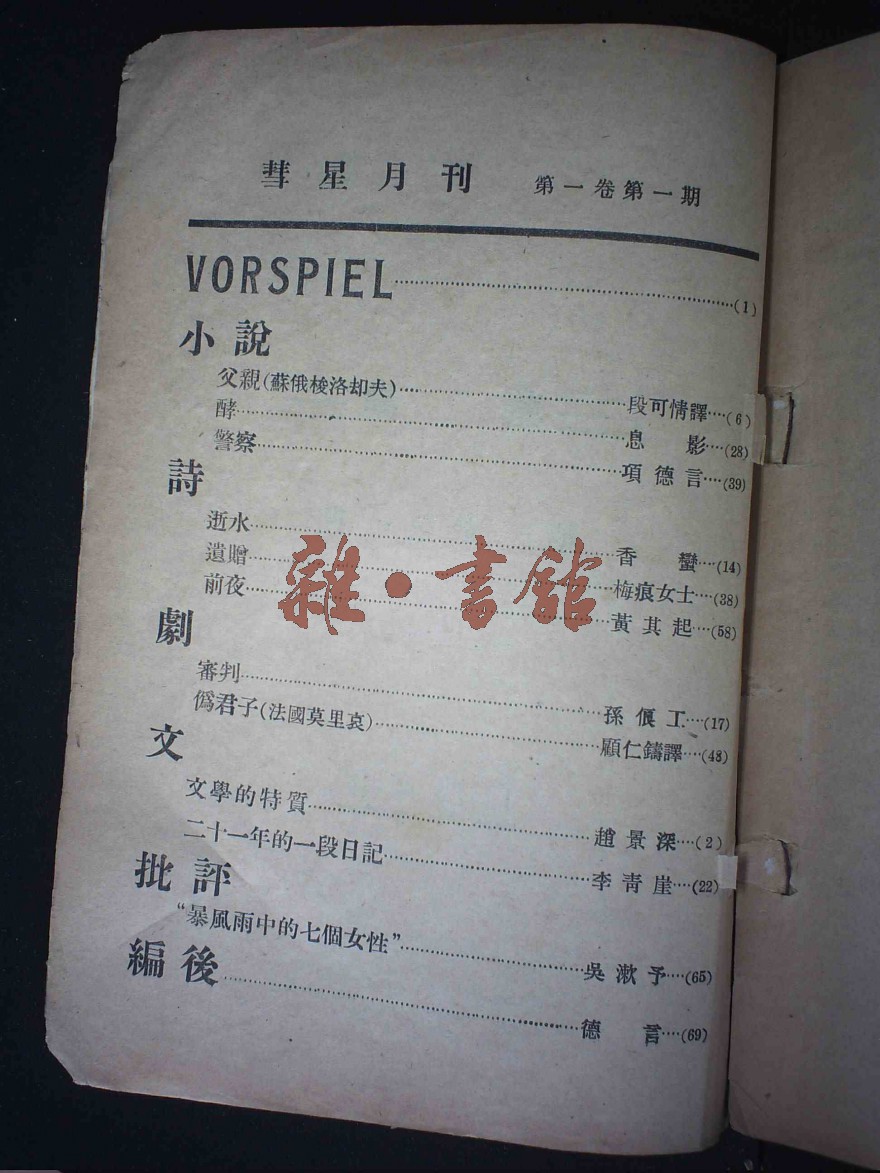 彗星月刊 第一卷第一期
VORSPIEL……(1)
小說
父親(蘇俄梭洛却夫)……段可情譯…(6)
酵……息影…(28)
警察……項德言…(39)
詩
逝水……香蠻…(14)
遺贈……梅痕女士…(38)
前夜……黃其起…(58)
劇
審判……孫俍工…(17)
僞君子(法國莫里哀)……顧仁鑄譯…(48)
文
文學的特質……趙景深…(2)
二十一年的一段日記……李青崖…(22)
批評
“暴風雨中的七個女性”……吳漱予…(65)
編後……德言…(69)
雜·書館